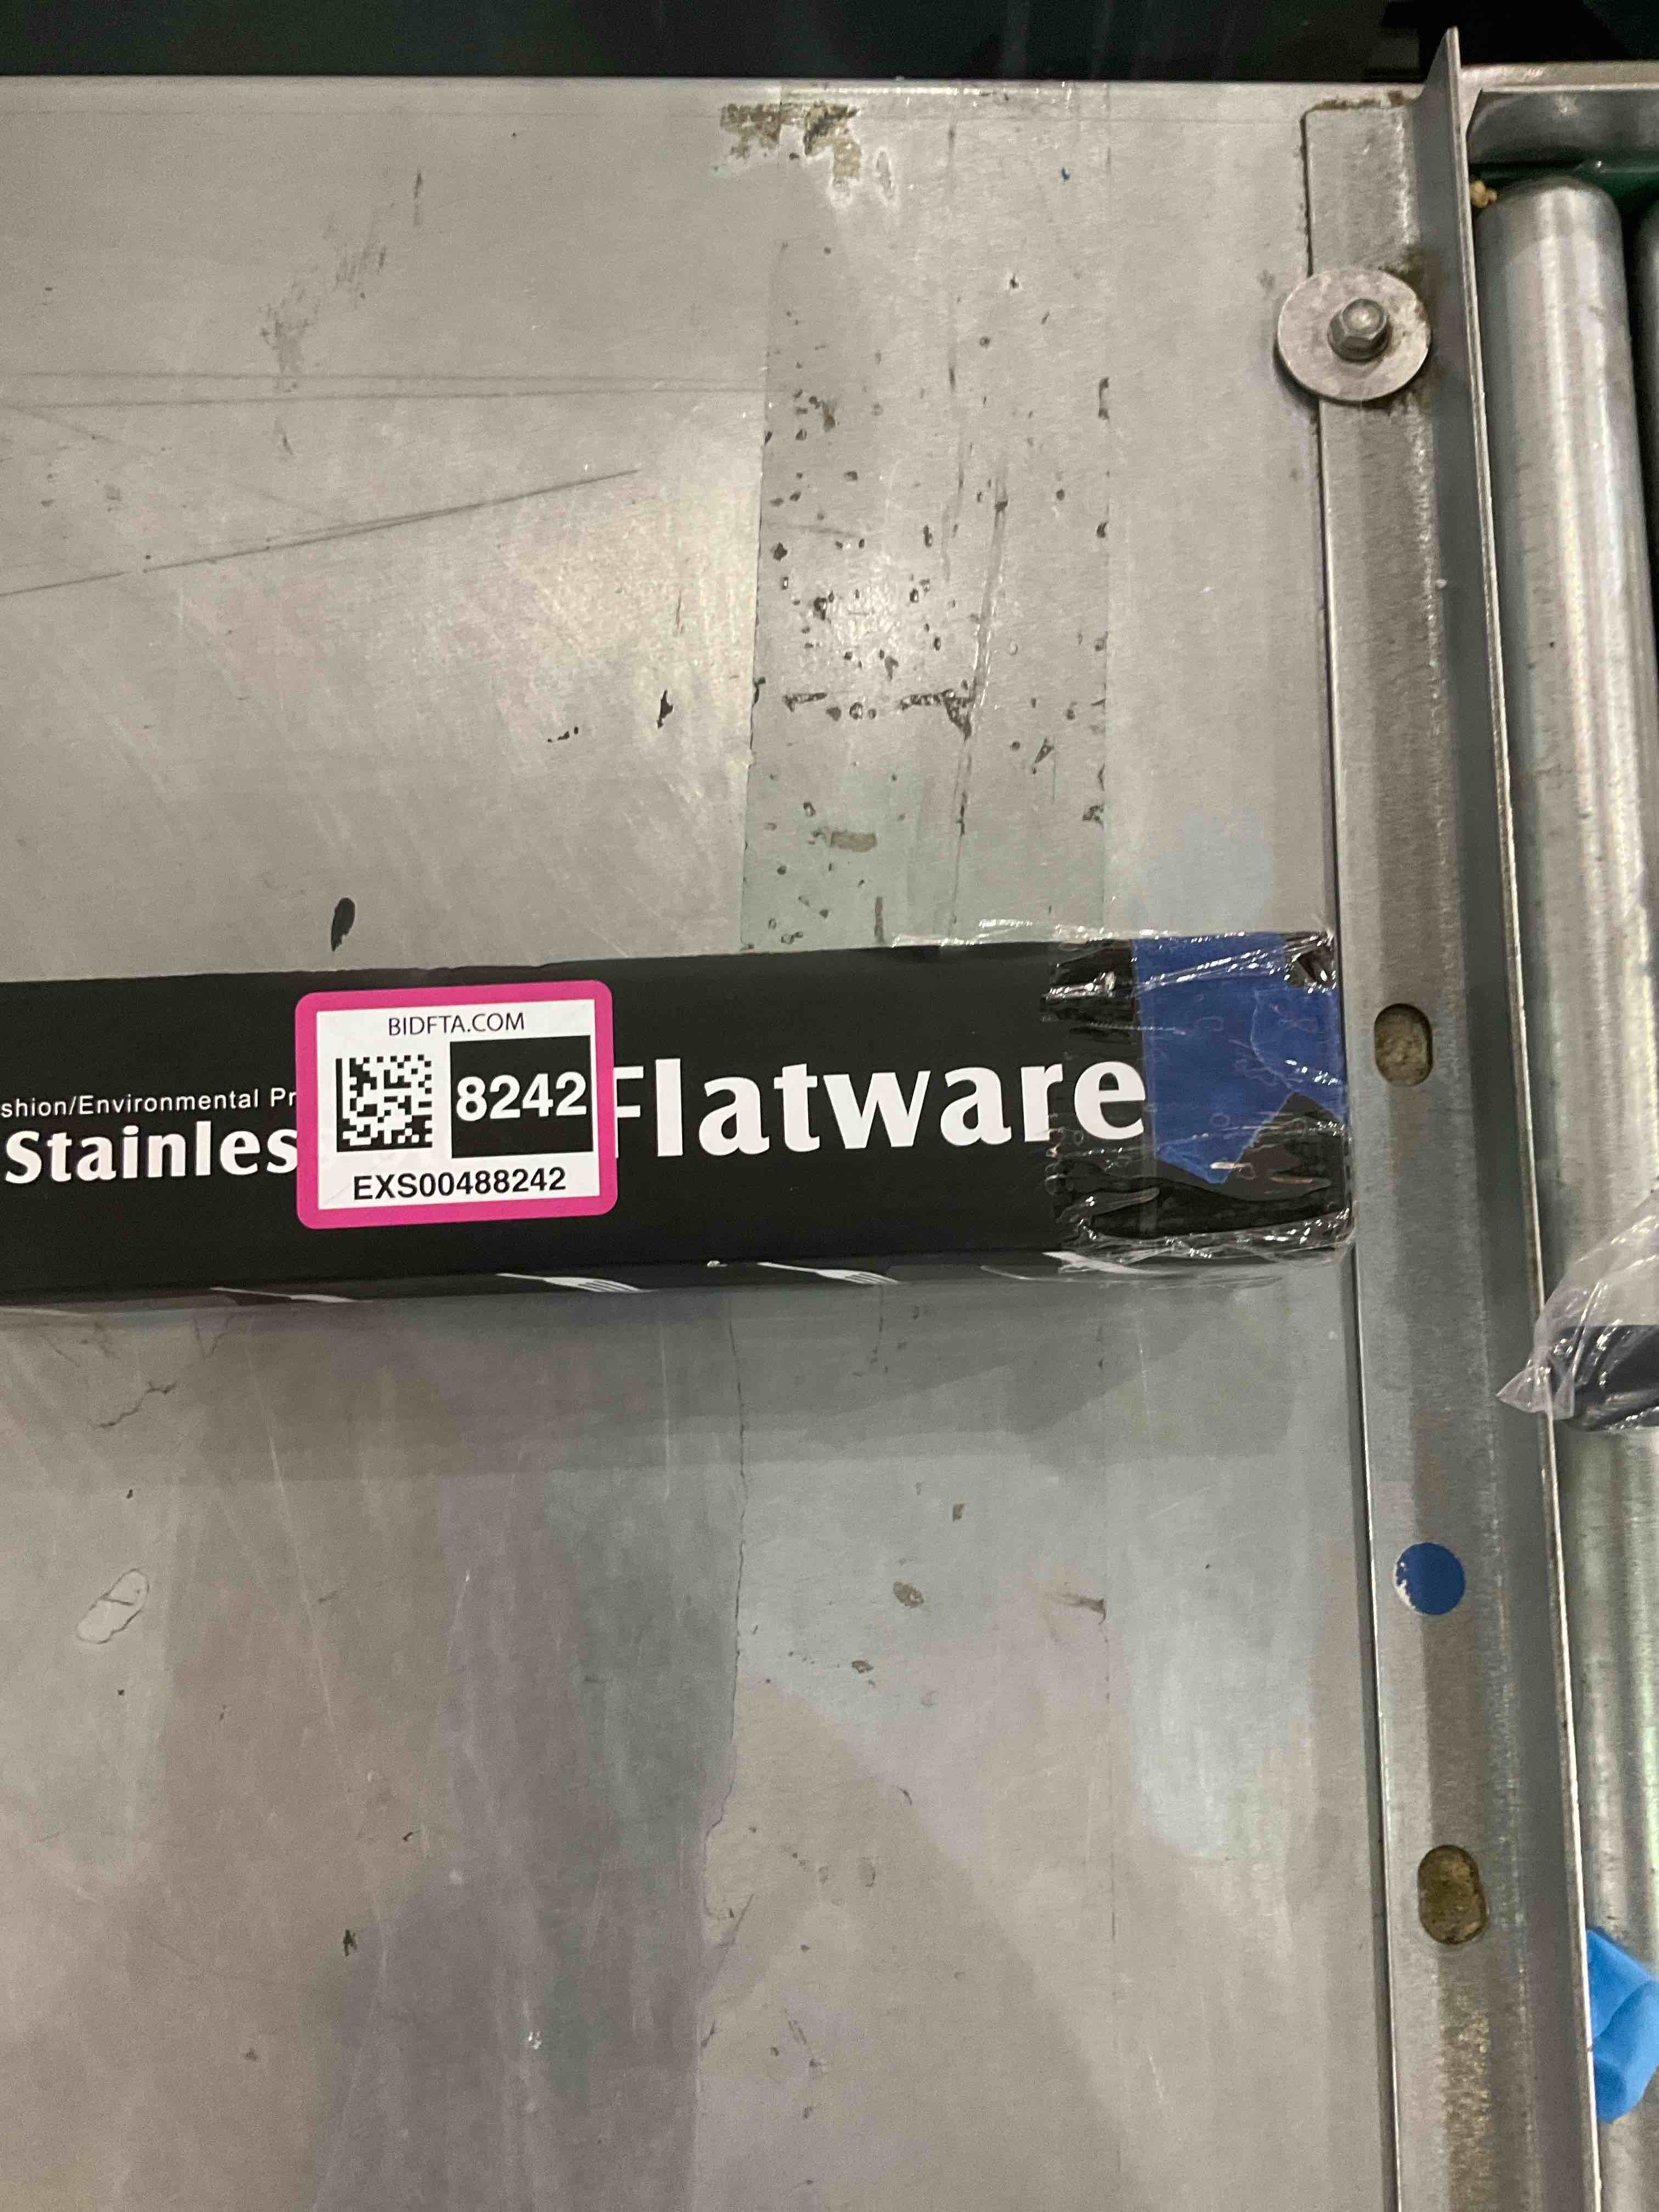 BIDFTA.COM
8242
EXS00488242
shion/Environmental Pr
Stainles Flatware